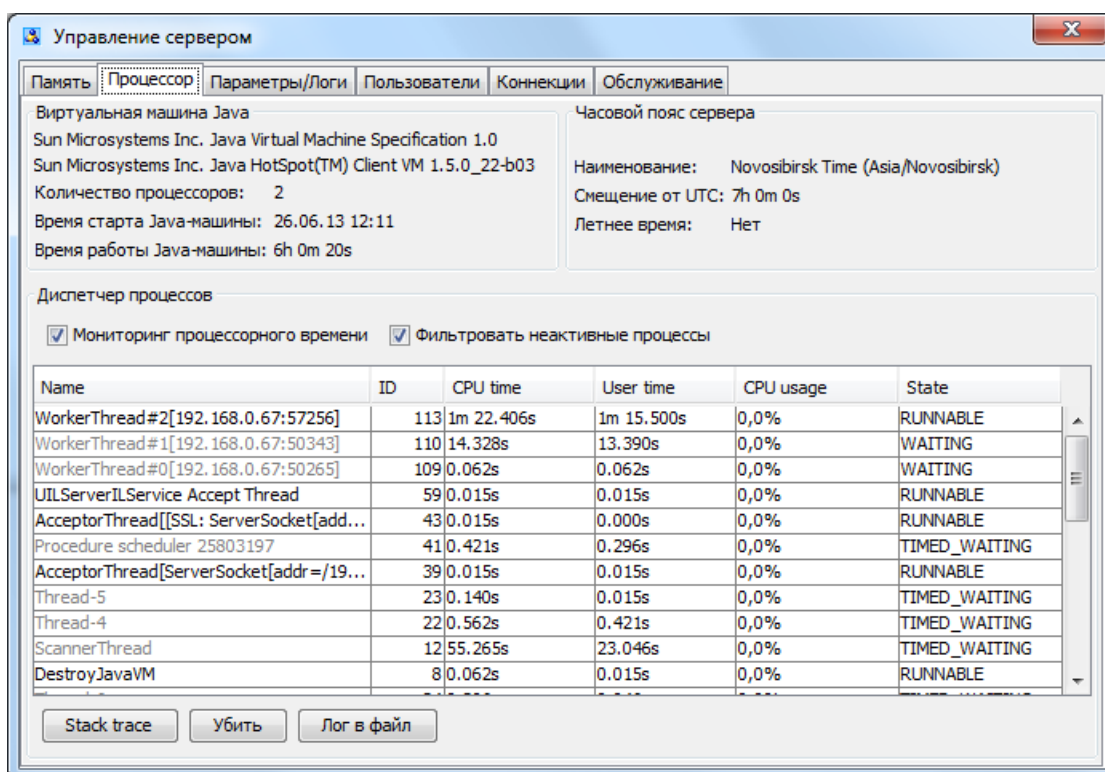 Управление сервером
Память Процессор Параметры/Логи Пользователи Коннекции Обслуживание
Виртуальная машина Java
Sun Microsystems Inc. Java Virtual Machine Specification 1.0
Sun Microsystems Inc. Java HotSpot(TM) Client VM 1.5.0_22-b03
Количество процессоров: 2
Время старта Java-машины: 26.06.13 12:11
Время работы Java-машины: 6h 0m 20s
Часовой пояс сервера
Наименование: Novosibirsk Time (Asia/Novosibirsk)
Смещение от UTC: 7h 0m 0s
Летнее время: Нет
Диспетчер процессов
Мониторинг процессорного времени Фильтровать неактивные процессы
Name ID CPU time User time CPU usage State
WorkerThread#2[192.168.0.67:57256] 113 1m 22.406s 1m 15.500s 0,0% RUNNABLE
WorkerThread#1[192.168.0.67:50343] 110 14.328s 13.390s 0,0% WAITING
WorkerThread#0[192.168.0.67:50265] 109 0.062s 0.062s 0,0% WAITING
UILServerILService Accept Thread 59 0.015s 0.015s 0,0% RUNNABLE
AcceptorThread[[SSL: ServerSocket[add... 43 0.015s 0.000s 0,0% RUNNABLE
Procedure scheduler 25803197 41 0.421s 0.296s 0,0% TIMED_WAITING
AcceptorThread[ServerSocket[addr=/19... 39 0.015s 0.015s 0,0% RUNNABLE
Thread-5 23 0.140s 0.015s 0,0% TIMED_WAITING
Thread-4 22 0.562s 0.421s 0,0% TIMED_WAITING
ScannerThread 12 55.265s 23.046s 0,0% TIMED_WAITING
DestroyJavaVM 8 0.062s 0.015s 0,0% RUNNABLE
Stack trace Убить Лог в файл